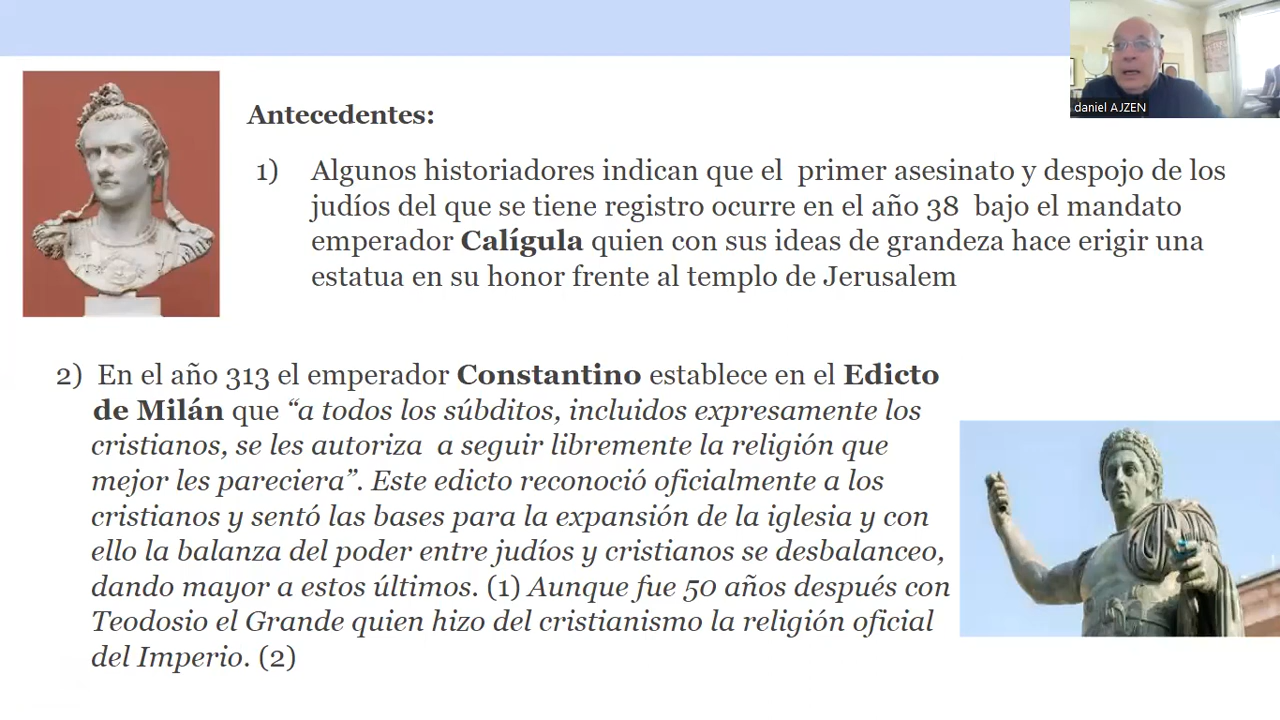 daniel AJZEN
Antecedentes:
1) Algunos historiadores indican que el primer asesinato y despojo de los
judíos del que se tiene registro ocurre en el año 38 bajo el mandato
emperador Calígula quien con sus ideas de grandeza hace erigir una
estatua en su honor frente al templo de Jerusalem
2) En el año 313 el emperador Constantino establece en el Edicto
de Milán que “a todos los súbditos, incluidos expresamente los
cristianos, se les autoriza a seguir libremente la religión que
mejor les pareciera”. Este edicto reconoció oficialmente a los
cristianos y sentó las bases para la expansión de la iglesia y con
ello la balanza del poder entre judíos y cristianos se desbalanceo,
dando mayor a estos últimos. (1) Aunque fue 50 años después con
Teodosio el Grande quien hizo del cristianismo la religión oficial
del Imperio. (2)